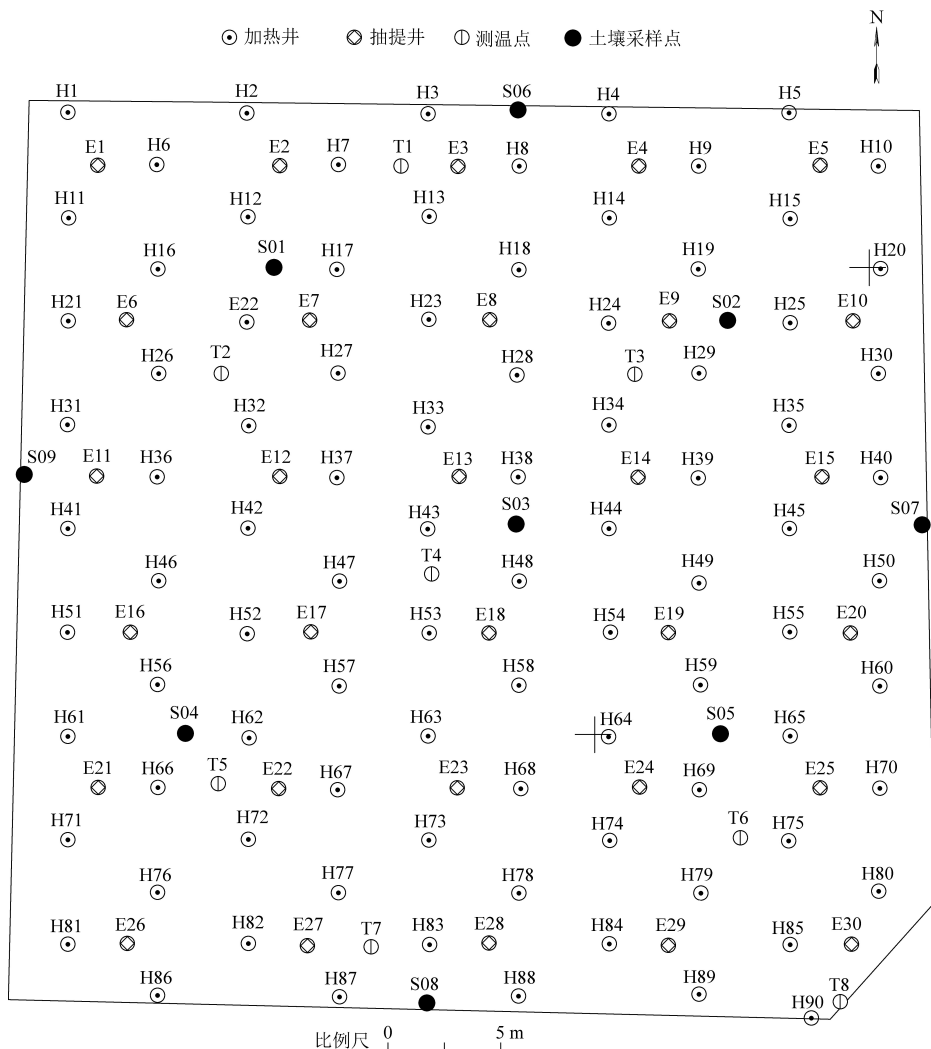 N
加热井 抽提井 测温点 土壤采样点
H1 H2 H3 S06 H4 H5
E1 H6 E2 H7 T1 E3 H8 E4 H9 E5 H10
H11 H12 H13 H14 H15
H16 S01 H17 H18 H19 H20
H21 E6 E22 E7 H23 E8 H24 E9 S02 H25 E10
H26 T2 H27 H28 T3 H29 H30
H31 H32 H33 H34 H35
S09 E11 H36 E12 H37 E13 H38 E14 H39 E15 H40
H41 H42 H43 S03 H44 H45 S07
H46 H47 T4 H48 H49 H50
H51 E16 H52 E17 H53 E18 H54 E19 H55 E20
H56 H57 H58 H59 H60
H61 S04 H62 H63 H64 S05 H65
E21 H66 T5 E22 H67 E23 H68 E24 H69 E25 H70
H71 H72 H73 H74 T6 H75
H76 H77 H78 H79 H80
H81 E26 H82 E27 T7 H83 E28 H84 E29 H85 E30
H86 H87 S08 H88 H89 H90 T8
比例尺 0 5 m